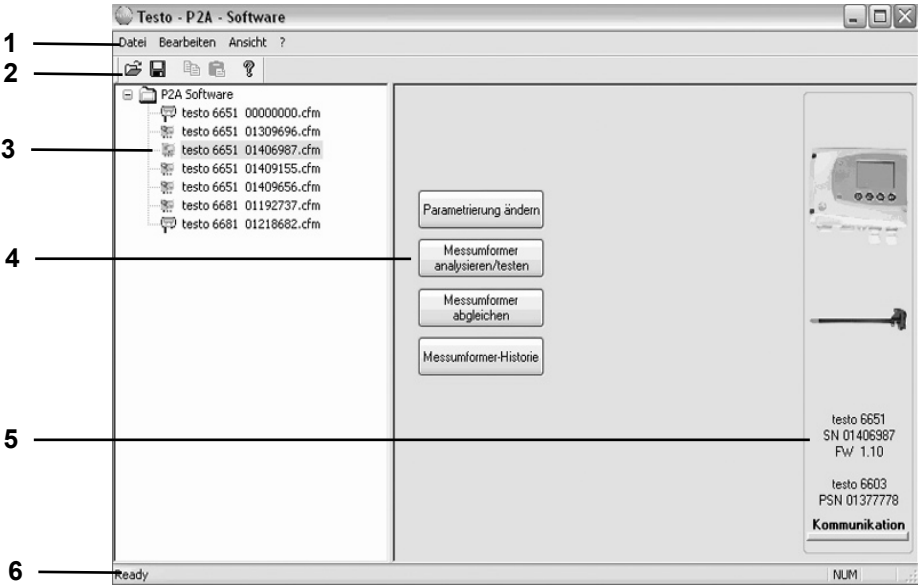 Testo - P2A - Software
1
Datei Bearbeiten Ansicht ?
2
P2A Software
testo 6651 00000000.cfm
testo 6651 01309696.cfm
3
testo 6651 01406987.cfm
testo 6651 01409155.cfm
testo 6651 01409656.cfm
testo 6681 01192737.cfm
testo 6681 01218682.cfm
Parametrierung ändern
4
Messumformer
analysieren/testen
Messumformer
abgleichen
Messumformer-Historie
5
testo 6651
SN 01406987
FW 1.10
testo 6603
PSN 01377778
Kommunikation
6
Ready
NUM